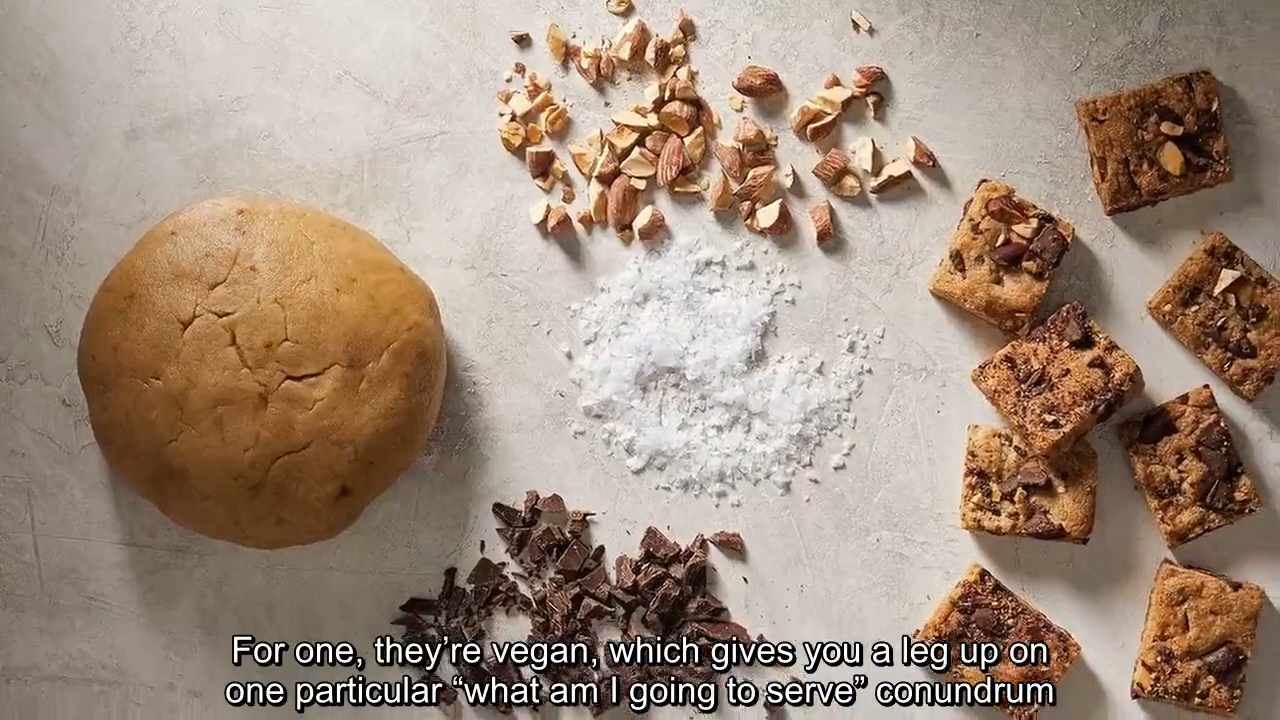 For one, they’re vegan, which gives you a leg up on
one particular “what am I going to serve” conundrum